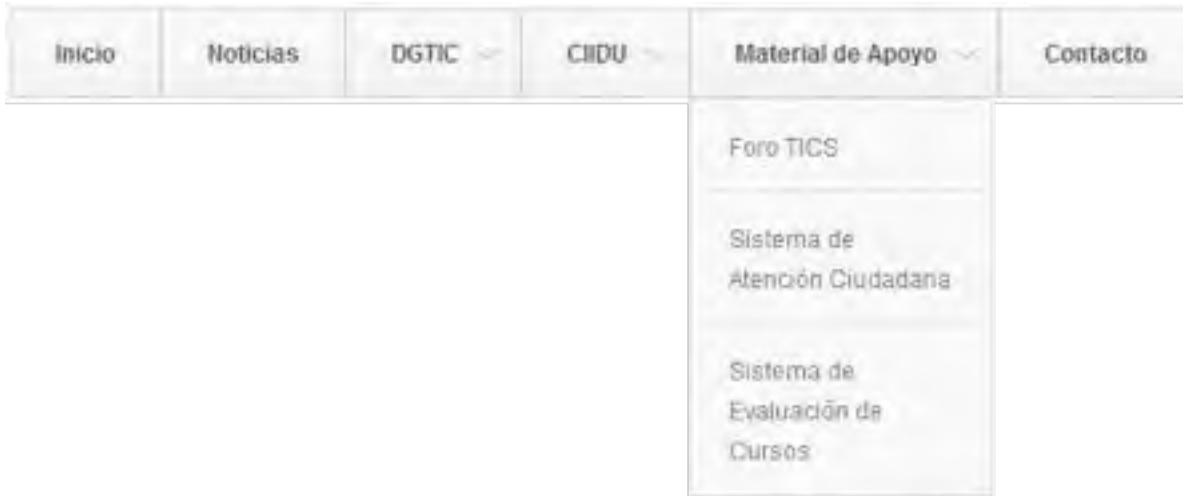 Inicio Noticias DGTIC CIIDU Material de Apoyo Contacto
Foro TICS
Sistema de
Atención Ciudadana
Sistema de
Evaluación de
Cursos